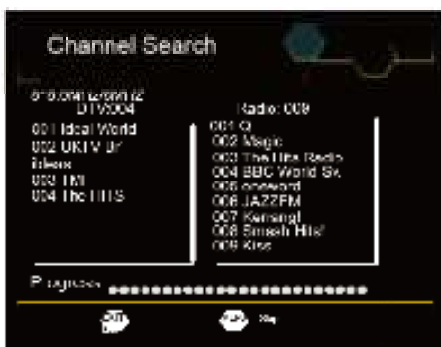 Channel Search
DTV:004
Radio: 009
001 Ideal World
002 UKTV Br'
ideas
003 TMF
004 The HITS
001 Q
002 Magic
003 The Hits Radio
004 BBC World Sv.
005 oneword
006 JAZZFM
007 Kerrang!
008 Smash Hits!
009 Kiss
Progress